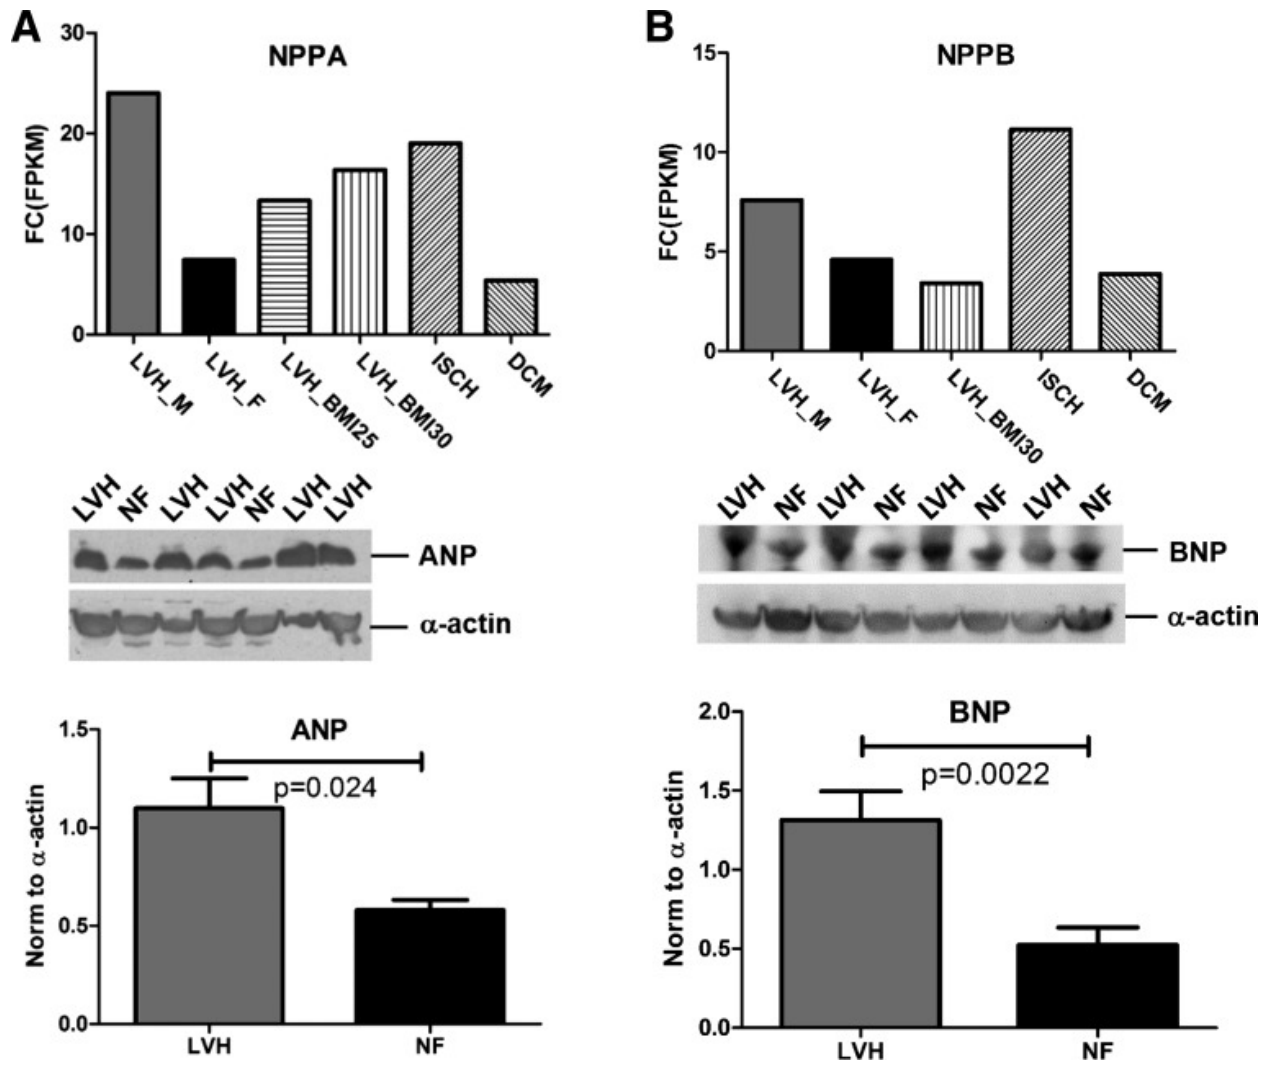 A
NPPA
FC(FPKM)
30
20
10
0
LVH_M
LVH_F
LVH_BMI25
LVH_BMI30
ISCH
DCM
LVH NF LVH LVH NF LVH LVH
ANP
α-actin
ANP
p=0.024
Norm to α-actin
1.5
1.0
0.5
0.0
LVH NF
B
NPPB
FC(FPKM)
15
10
5
0
LVH_M
LVH_F
LVH_BMI30
ISCH
DCM
LVH NF LVH NF LVH NF LVH NF
BNP
α-actin
BNP
p=0.0022
Norm to α-actin
2.0
1.5
1.0
0.5
0.0
LVH NF